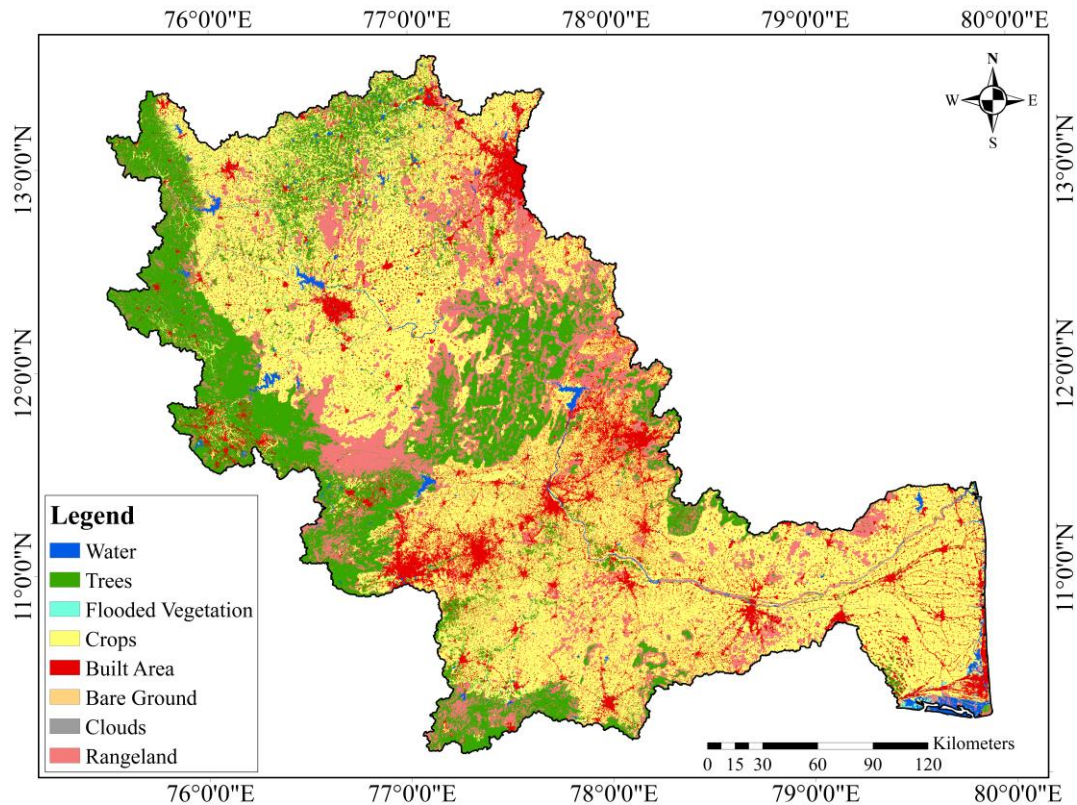 76°0'0"E 77°0'0"E 78°0'0"E 79°0'0"E 80°0'0"E
N
W E
S
13°0'0"N 13°0'0"N
12°0'0"N 12°0'0"N
11°0'0"N 11°0'0"N
Legend
Water
Trees
Flooded Vegetation
Crops
Built Area
Bare Ground
Clouds
Rangeland
Kilometers
0 15 30 60 90 120
76°0'0"E 77°0'0"E 78°0'0"E 79°0'0"E 80°0'0"E